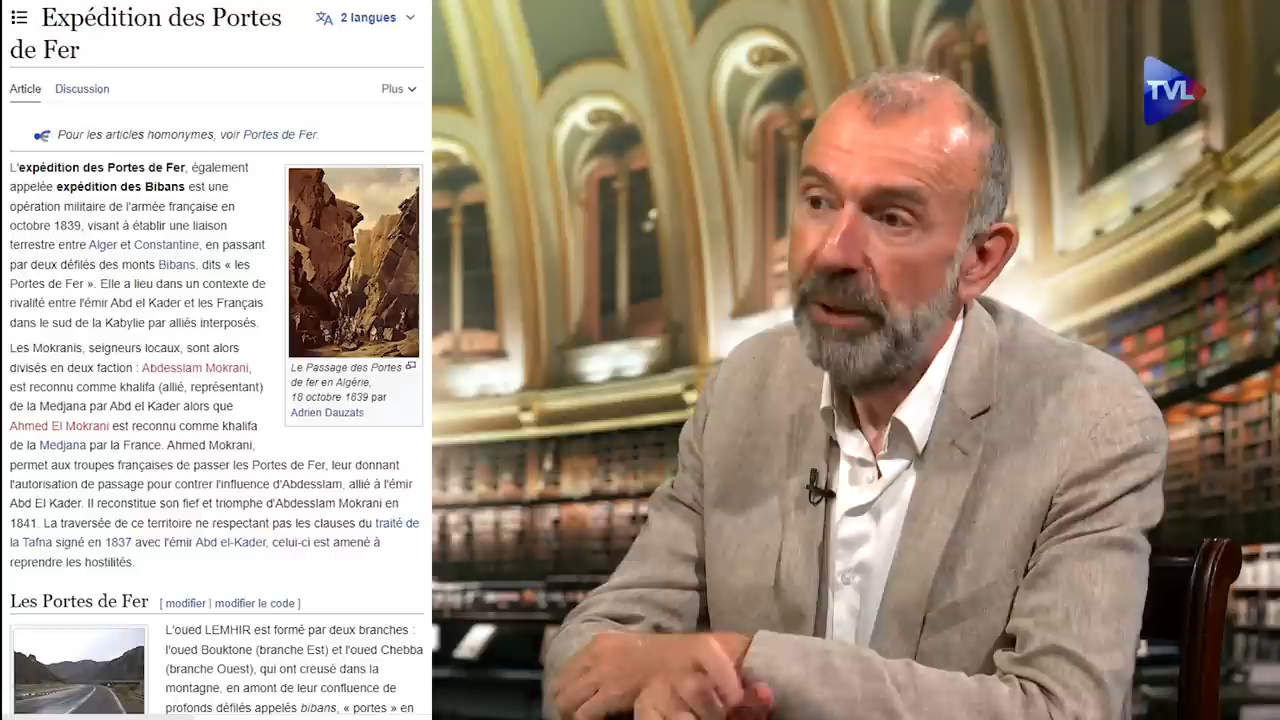 Expédition des Portes
de Fer
2 langues
Article
Discussion
Plus
Pour les articles homonymes, voir Portes de Fer.
L'expédition des Portes de Fer, également
appelée expédition des Bibans est une
opération militaire de l'armée française en
octobre 1839, visant à établir une liaison
terrestre entre Alger et Constantine, en passant
par deux défilés des monts Bibans, dits « les
Portes de Fer ». Elle a lieu dans un contexte de
rivalité entre l'émir Abd el Kader et les Français
dans le sud de la Kabylie par alliés interposés.
Le Passage des Portes
de fer en Algérie,
18 octobre 1839 par
Adrien Dauzats
Les Mokranis, seigneurs locaux, sont alors
divisés en deux faction : Abdesslam Mokrani,
est reconnu comme khalifa (allié, représentant)
de la Medjana par Abd el Kader alors que
Ahmed El Mokrani est reconnu comme khalifa
de la Medjana par la France. Ahmed Mokrani,
permet aux troupes françaises de passer les Portes de Fer, leur donnant
l'autorisation de passage pour contrer l'influence d'Abdesslam, allié à l'émir
Abd El Kader. Il reconstitue son fief et triomphe d'Abdesslam Mokrani en
1841. La traversée de ce territoire ne respectant pas les clauses du traité de
la Tafna signé en 1837 avec l'émir Abd el-Kader, celui-ci est amené à
reprendre les hostilités.
Les Portes de Fer [ modifier | modifier le code ]
L'oued LEMHIR est formé par deux branches :
l'oued Bouktone (branche Est) et l'oued Chebba
(branche Ouest), qui ont creusé dans la
montagne, en amont de leur confluence de
profonds défilés appelés bibans, « portes » en
TVL